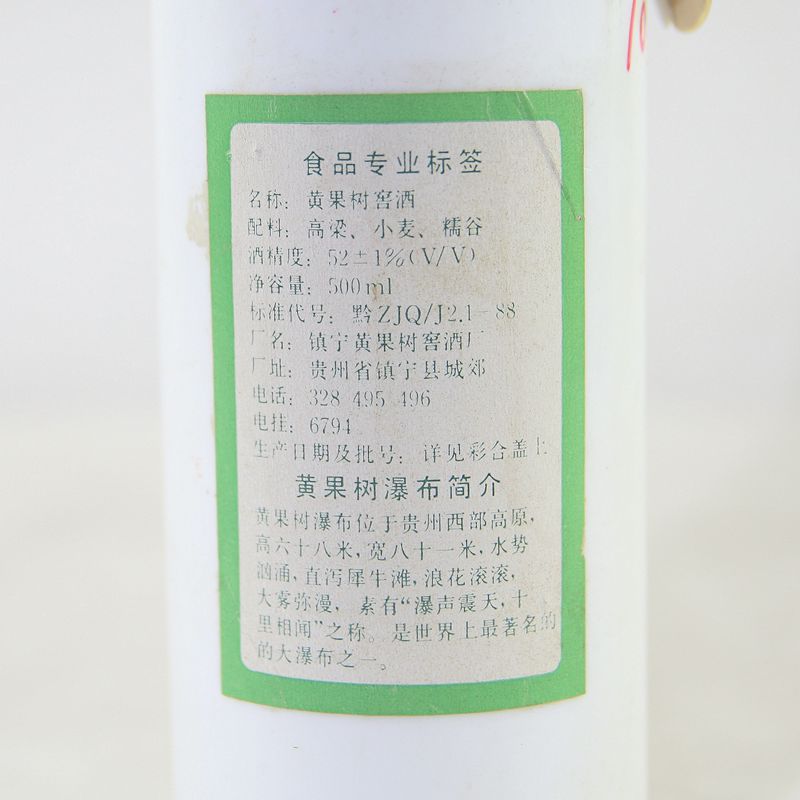 食品专业标签
名称：黄果树窖酒
配料：高粱、小麦、糯谷
酒精度：52±1%(V/V)
净容量：500ml
标准代号：黔ZJQ/J2.1—88
厂名：镇宁黄果树窖酒厂
厂址：贵州省镇宁县城郊
电话：328 495 496
电挂：6794
生产日期及批号：详见彩合盖上
黄果树瀑布简介
黄果树瀑布位于贵州西部高原，
高六十八米，宽八十一米，水势
汹涌，直泻犀牛滩，浪花滚滚，
大雾弥漫， 素有“瀑声震天，十
里相闻”之称。是世界上最著名的
的大瀑布之一。